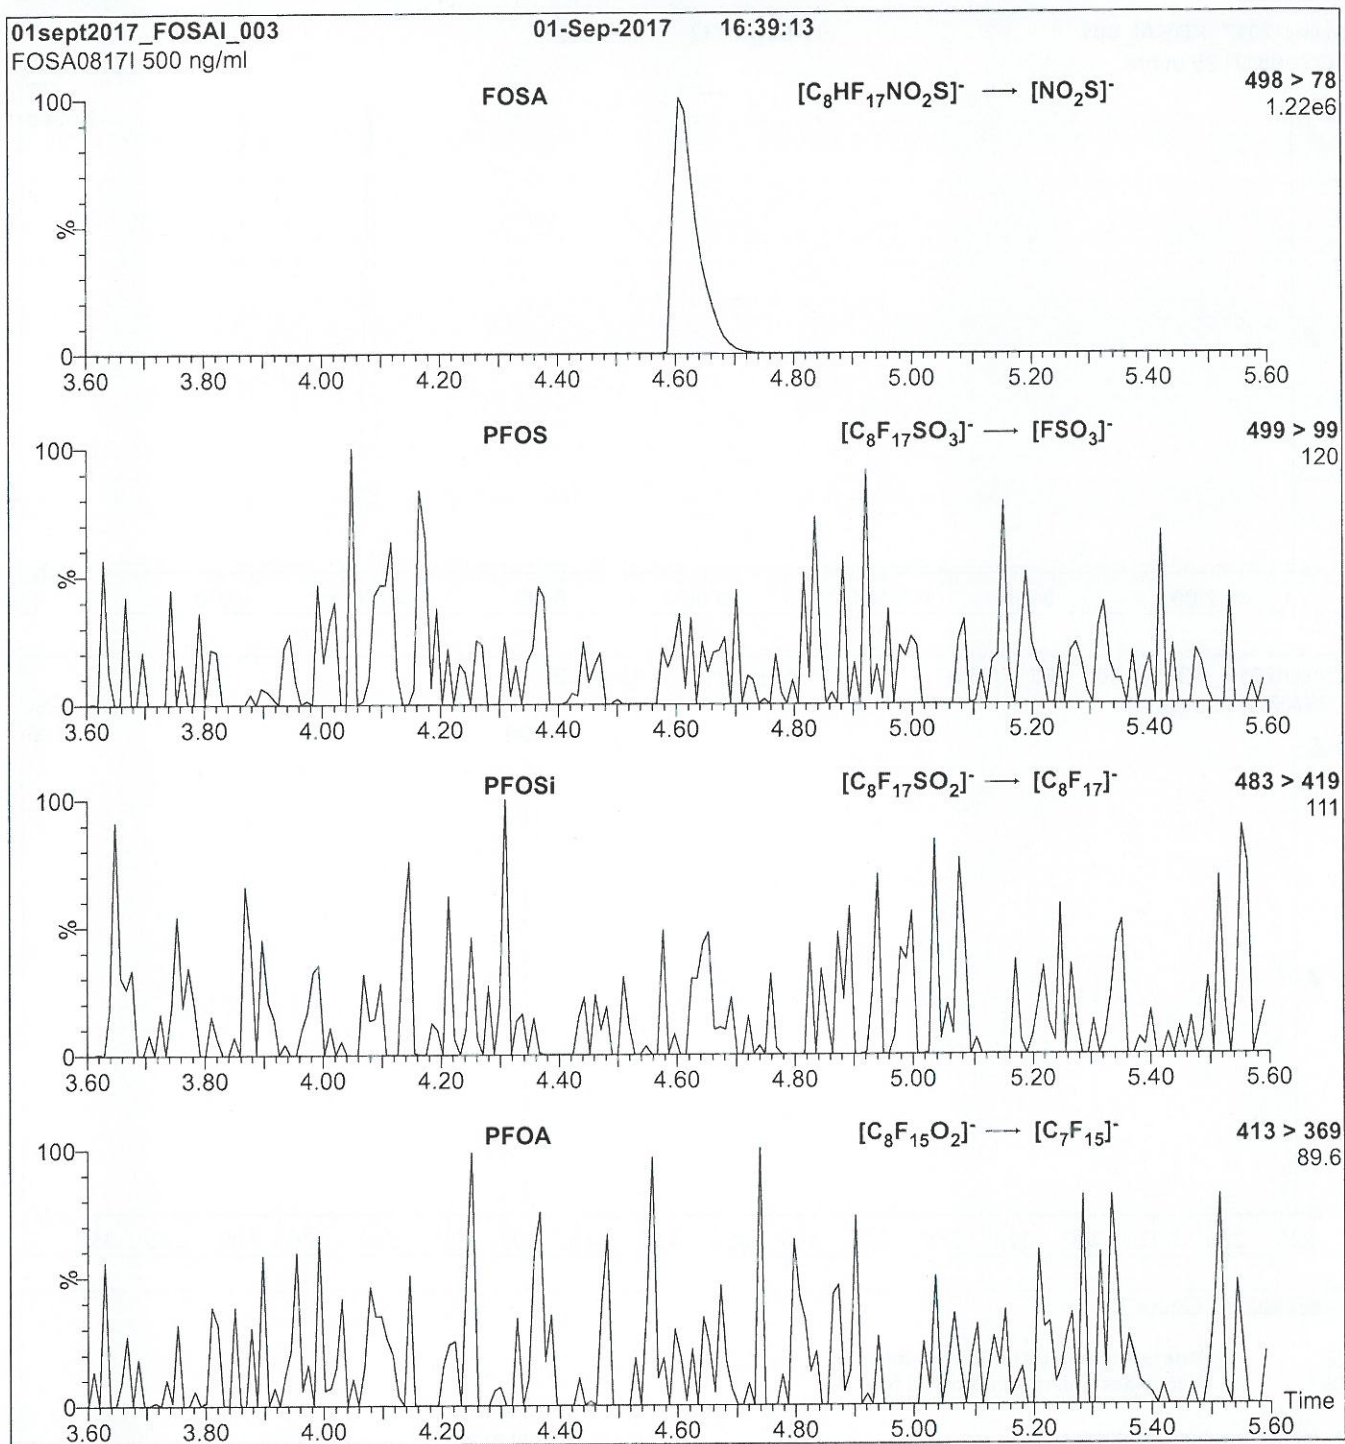 01sept2017_FOSAI_003 01-Sep-2017 16:39:13
FOSA0817I 500 ng/ml
FOSA [C₈HF₁₇NO₂S]⁻ → [NO₂S]⁻ 498 > 78
1.22e6
100
%
0
3.60 3.80 4.00 4.20 4.40 4.60 4.80 5.00 5.20 5.40 5.60
PFOS [C₈F₁₇SO₃]⁻ → [FSO₃]⁻ 499 > 99
120
100
%
0
3.60 3.80 4.00 4.20 4.40 4.60 4.80 5.00 5.20 5.40 5.60
PFOSi [C₈F₁₇SO₂]⁻ → [C₈F₁₇]⁻ 483 > 419
111
100
%
0
3.60 3.80 4.00 4.20 4.40 4.60 4.80 5.00 5.20 5.40 5.60
PFOA [C₈F₁₅O₂]⁻ → [C₇F₁₅]⁻ 413 > 369
89.6
100
%
0 Time
3.60 3.80 4.00 4.20 4.40 4.60 4.80 5.00 5.20 5.40 5.60